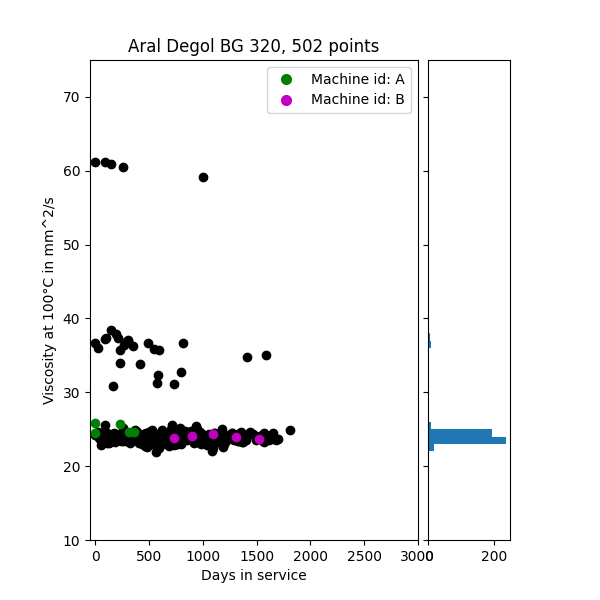 Aral Degol BG 320, 502 points
Machine id: A
Machine id: B
Viscosity at 100°C in mm^2/s
70
60
50
40
30
20
10
0 500 1000 1500 2000 2500 3000
0 200
Days in service